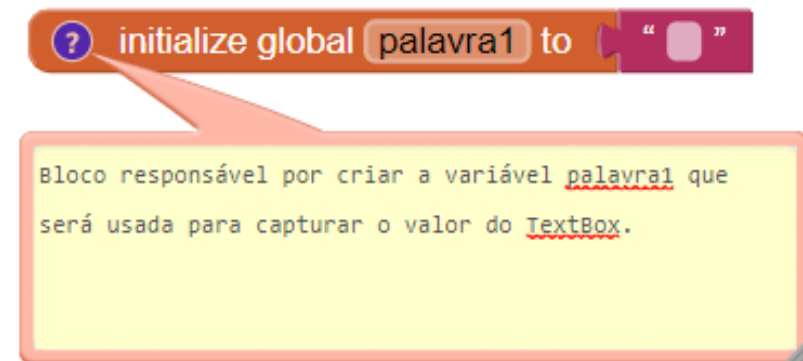 ? initialize global palavra1 to “ ”
Bloco responsável por criar a variável palavra1 que
será usada para capturar o valor do TextBox.